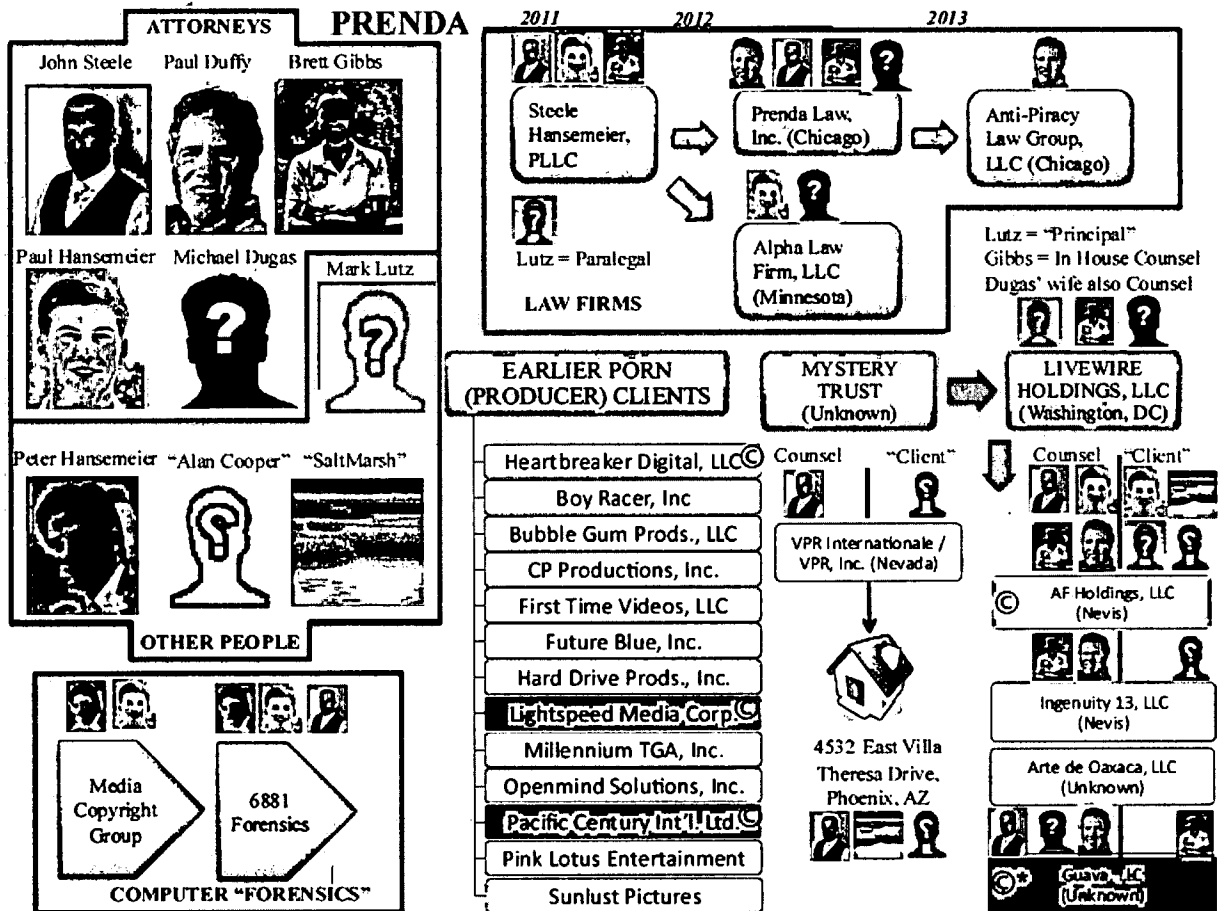 ATTORNEYS
PRENDA
2011
2012
2013
John Steele
Paul Duffy
Brett Gibbs
Paul Hansemeier
Michael Dugas
?
Mark Lutz
?
Peter Hansemeier
"Alan Cooper"
"SaltMarsh"
?
OTHER PEOPLE
Steele
Hansemeier,
PLLC
?
Prenda Law,
Inc. (Chicago)
Anti-Piracy
Law Group,
LLC (Chicago)
?
Lutz = Paralegal
?
Alpha Law
Firm, LLC
(Minnesota)
LAW FIRMS
Lutz = "Principal"
Gibbs = In House Counsel
Dugas' wife also Counsel
?
?
EARLIER PORN
(PRODUCER) CLIENTS
MYSTERY
TRUST
(Unknown)
LIVEWIRE
HOLDINGS, LLC
(Washington, DC)
Heartbreaker Digital, LLC ©
Boy Racer, Inc
Bubble Gum Prods., LLC
CP Productions, Inc.
First Time Videos, LLC
Future Blue, Inc.
Hard Drive Prods., Inc.
Lightspeed Media Corp. ©
Millennium TGA, Inc.
Openmind Solutions, Inc.
Pacific Century Int'l. Ltd. ©
Pink Lotus Entertainment
Sunlust Pictures
Counsel
"Client"
?
VPR Internationale /
VPR, Inc. (Nevada)
4532 East Villa
Theresa Drive,
Phoenix, AZ
?
Counsel
"Client"
?
?
© AF Holdings, LLC
(Nevis)
?
Ingenuity 13, LLC
(Nevis)
Arte de Oaxaca, LLC
(Unknown)
?
©* Guava, LLC
(Unknown)
Media
Copyright
Group
6881
Forensics
COMPUTER "FORENSICS"